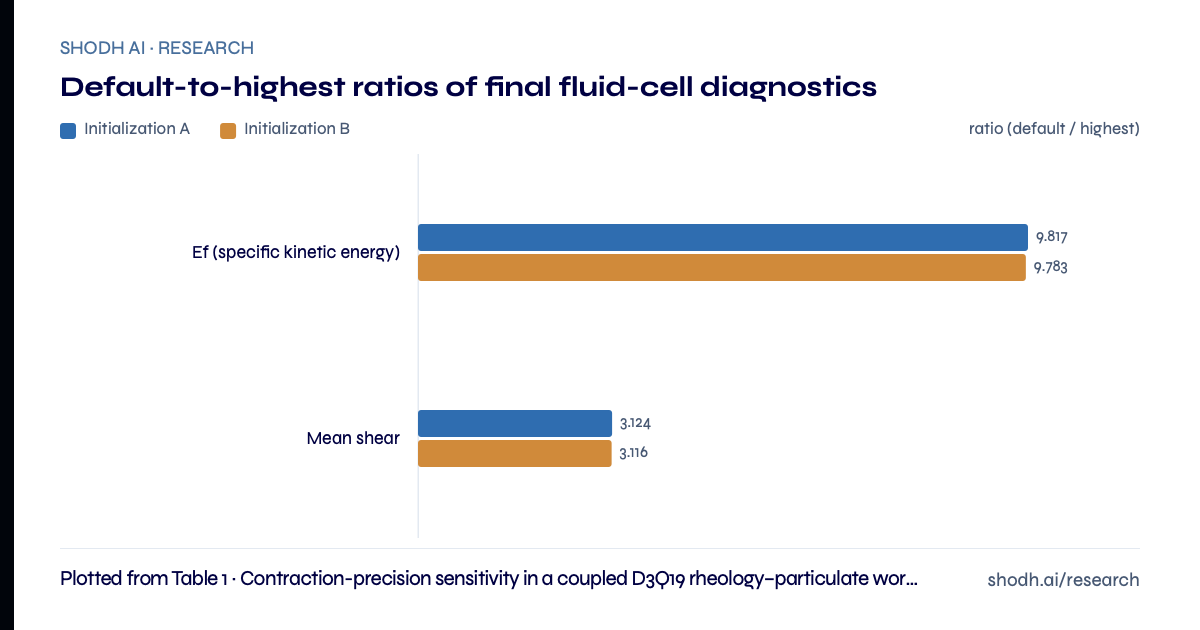 SHODH AI · RESEARCH
Default-to-highest ratios of final fluid-cell diagnostics
Initialization A
Initialization B
ratio (default / highest)
Ef (specific kinetic energy)
9.817
9.783
Mean shear
3.124
3.116
Plotted from Table 1 · Contraction-precision sensitivity in a coupled D3Q19 rheology–particulate wor...
shodh.ai/research